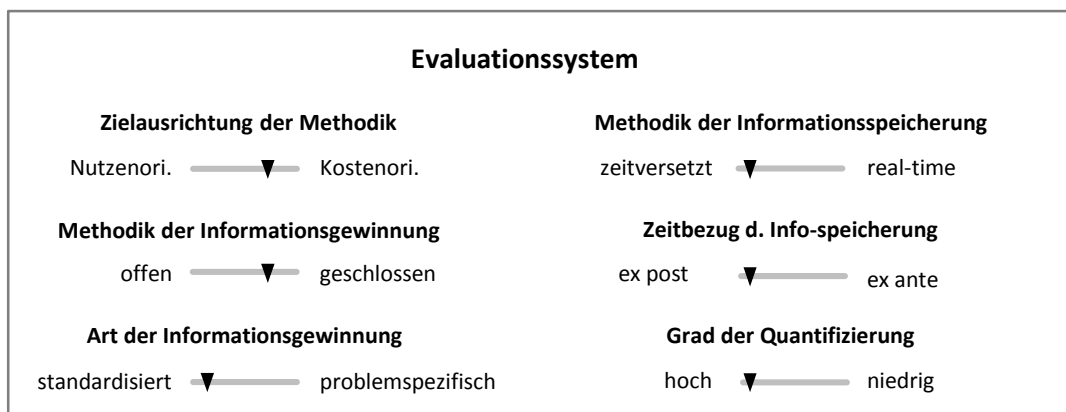 Evaluationssystem
Zielausrichtung der Methodik
Nutzenori. Kostenori.
Methodik der Informationsgewinnung
offen geschlossen
Art der Informationsgewinnung
standardisiert problemspezifisch
Methodik der Informationsspeicherung
zeitversetzt real-time
Zeitbezug d. Info-speicherung
ex post ex ante
Grad der Quantifizierung
hoch niedrig